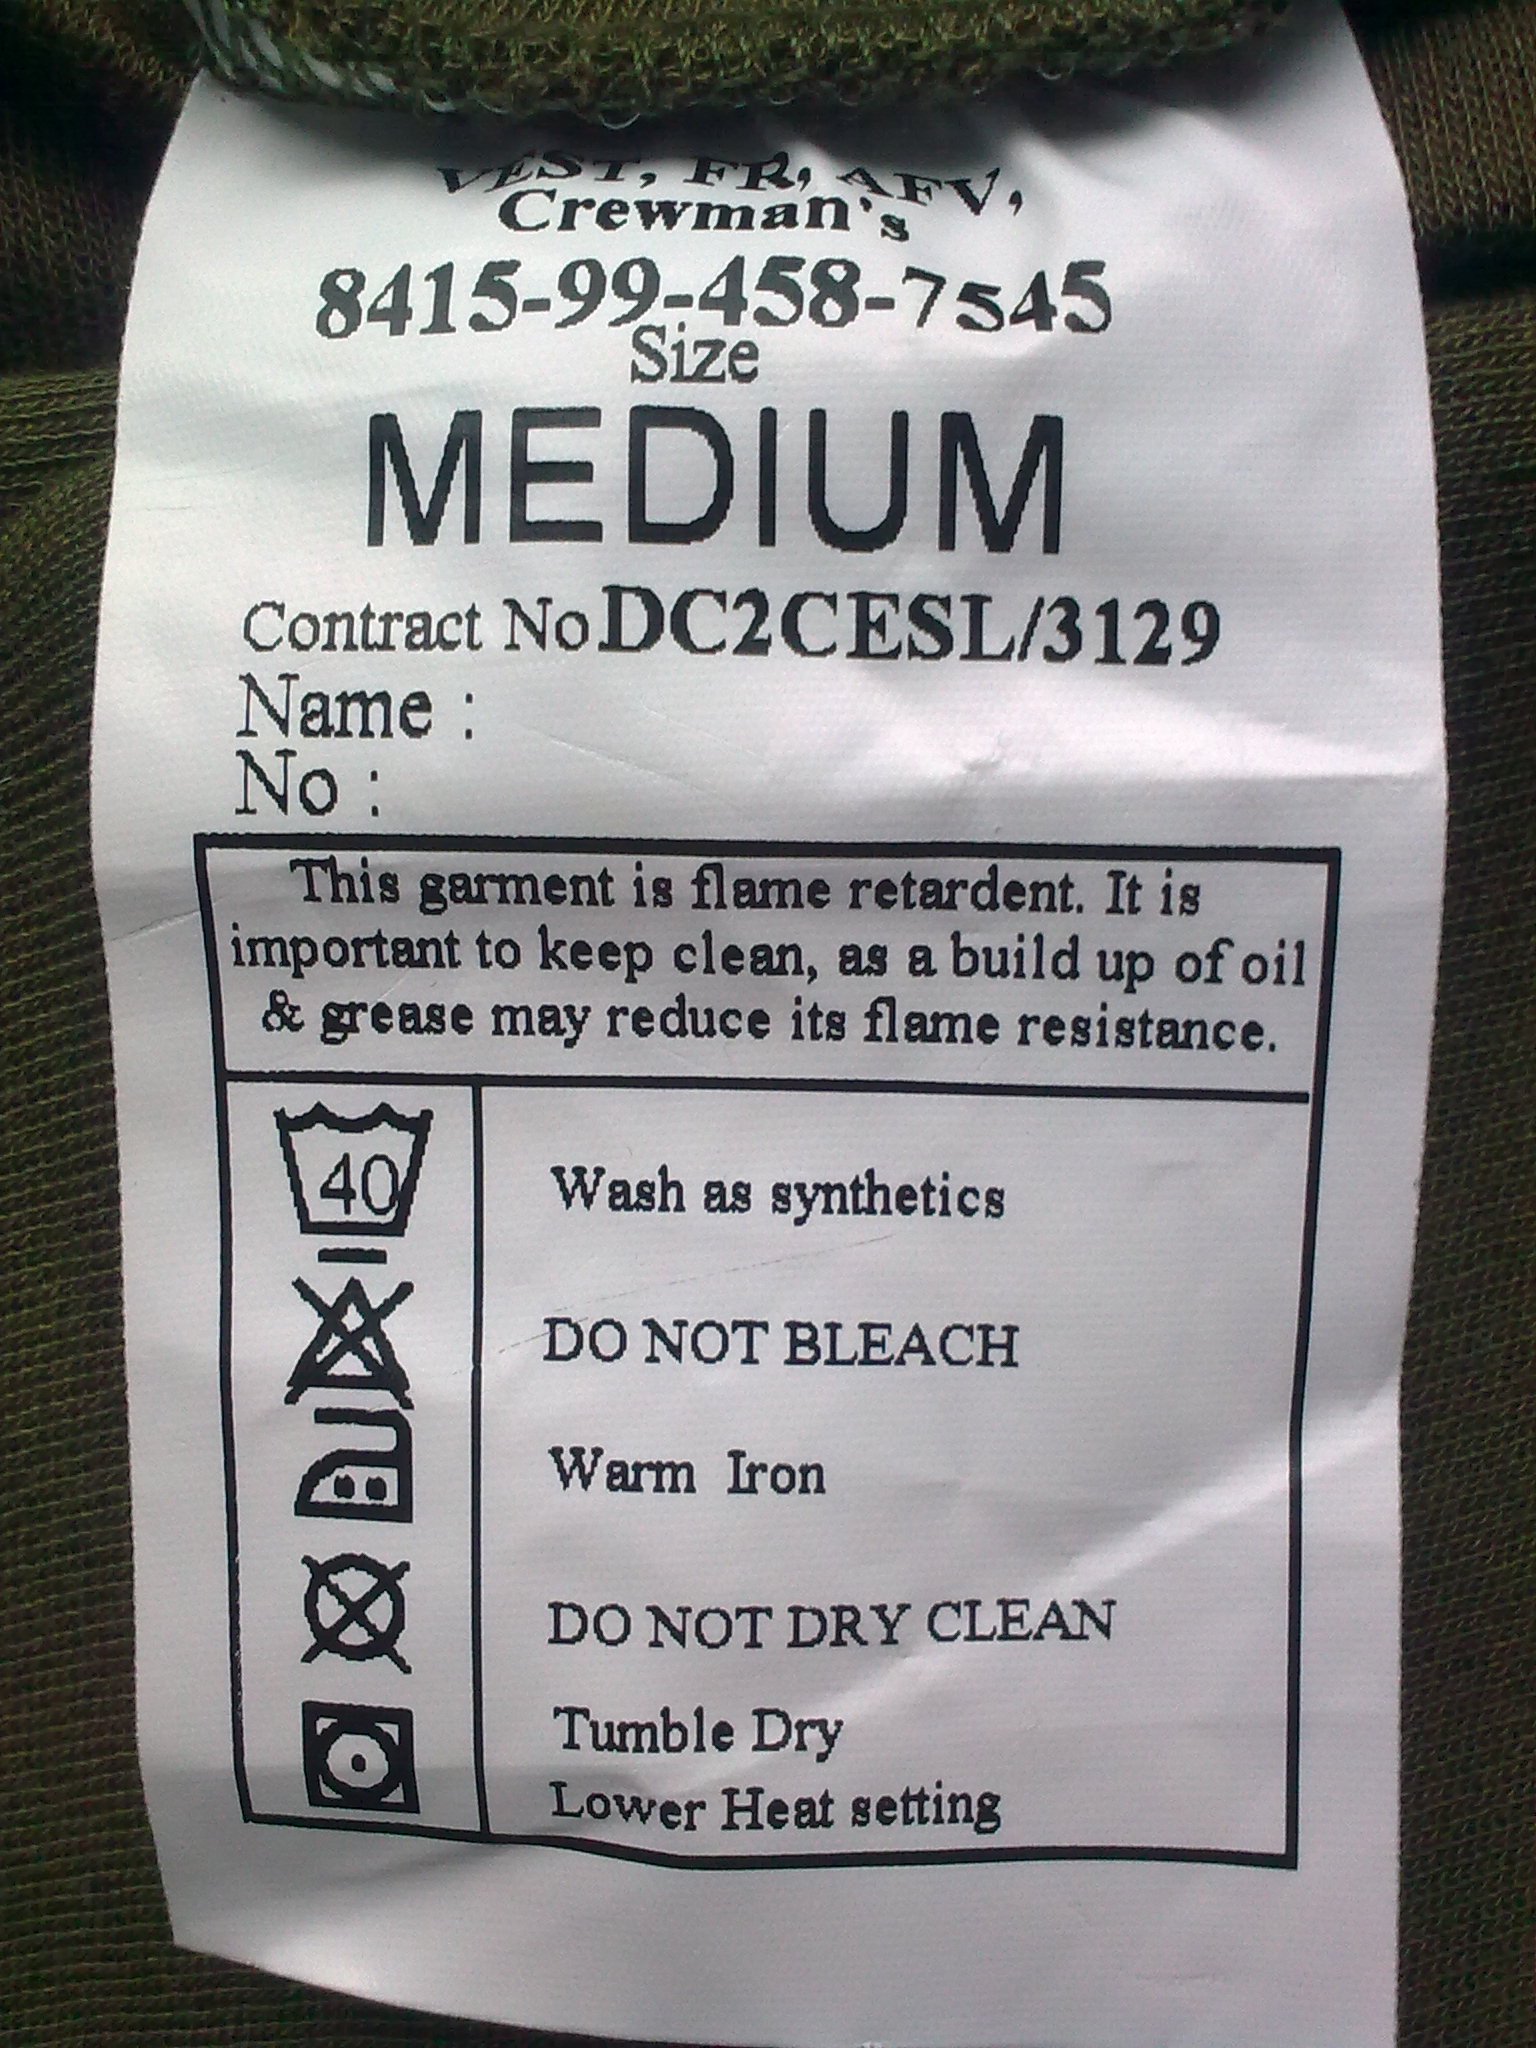 VEST, FR, AFV,
Crewman's
8415-99-458-7545
Size
MEDIUM
Contract No DC2CESL/3129
Name :
No :
This garment is flame retardent. It is
important to keep clean, as a build up of oil
& grease may reduce its flame resistance.
40
Wash as synthetics
DO NOT BLEACH
Warm Iron
DO NOT DRY CLEAN
Tumble Dry
Lower Heat setting